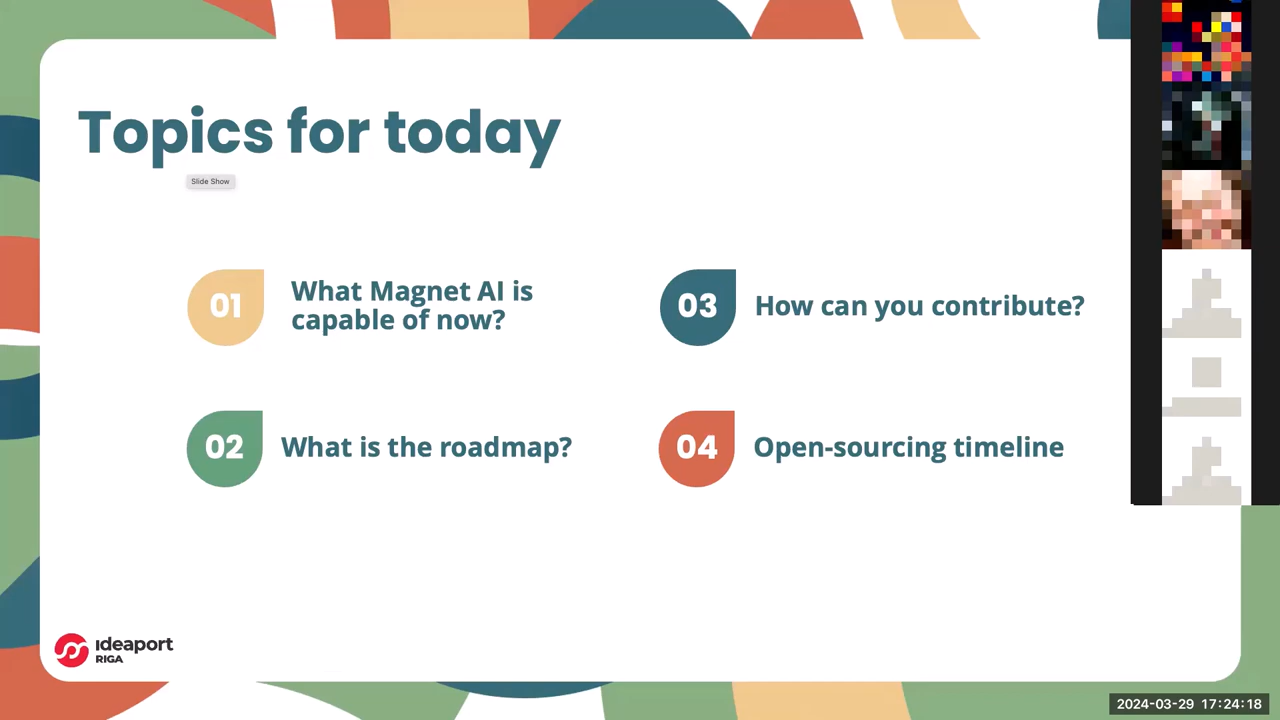 Topics for today
Slide Show
01
What Magnet AI is
capable of now?
02
What is the roadmap?
03
How can you contribute?
04
Open-sourcing timeline
ideaport
RIGA
2024-03-29 17:24:18